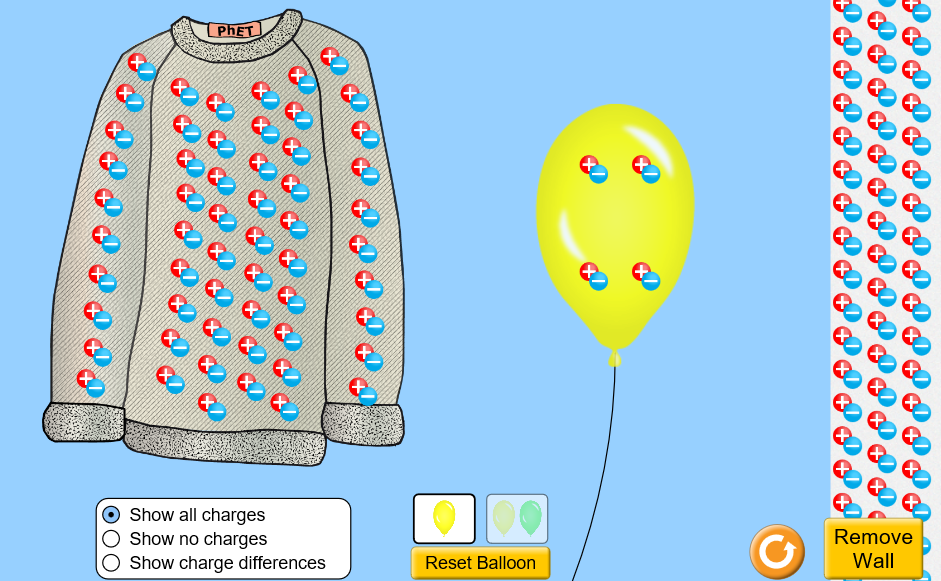 PhET
Show all charges
Show no charges
Show charge differences
Reset Balloon
Remove
Wall